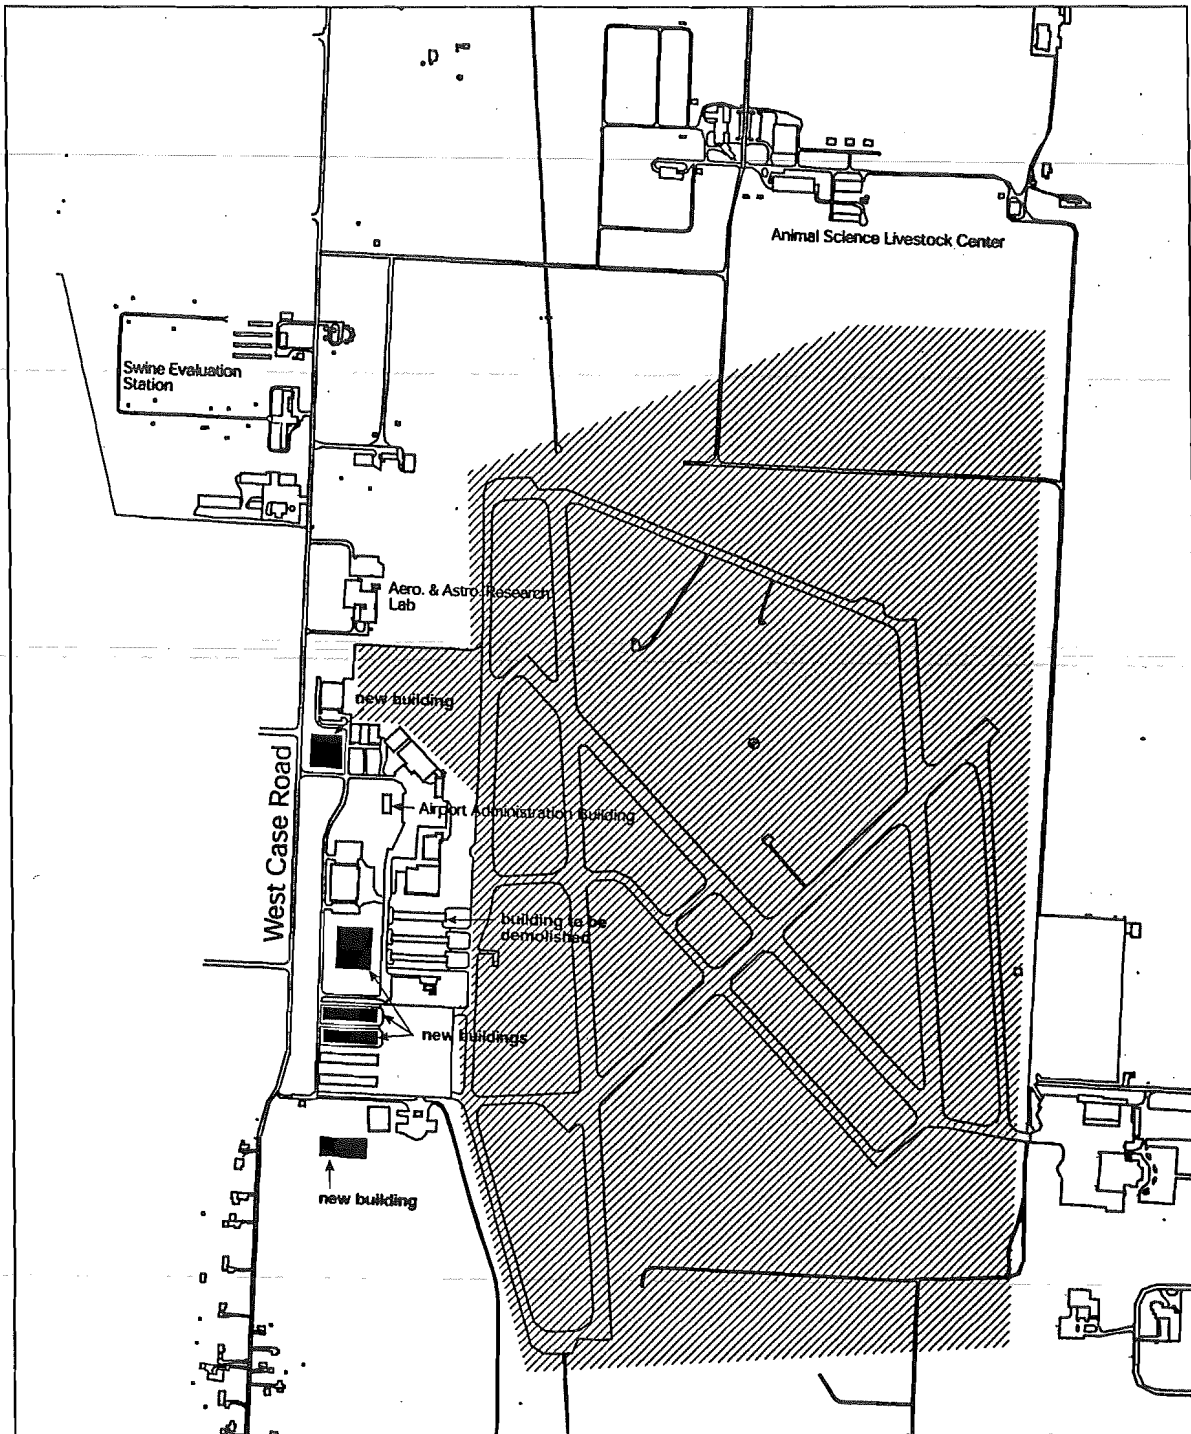 Animal Science Livestock Center
Swine Evaluation
Station
Aero. & Astro. Research
Lab
new building
West Case Road
Airport Administration Building
building to be
demolished
new buildings
new building